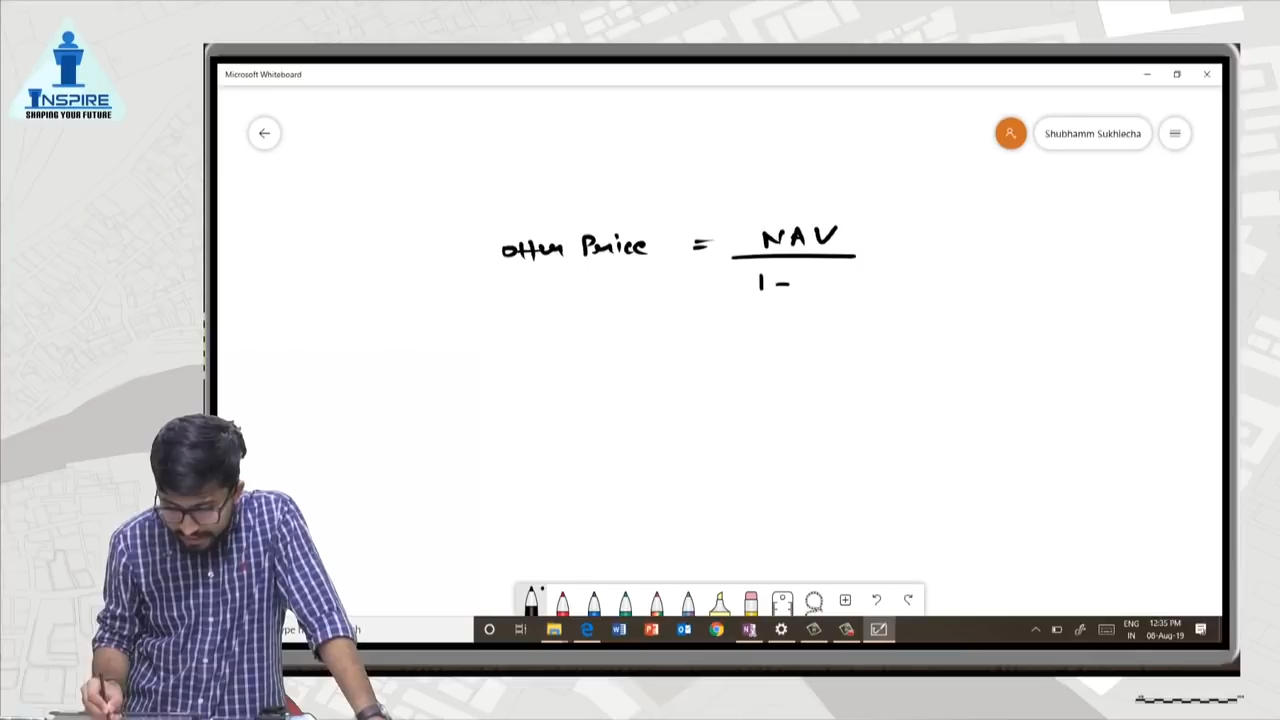 INSPIRE
SHAPING YOUR FUTURE
Microsoft Whiteboard
Shubhamm Sukhlecha
offer Price = NAV
1 -
ENG
IN
12:35 PM
08-Aug-19